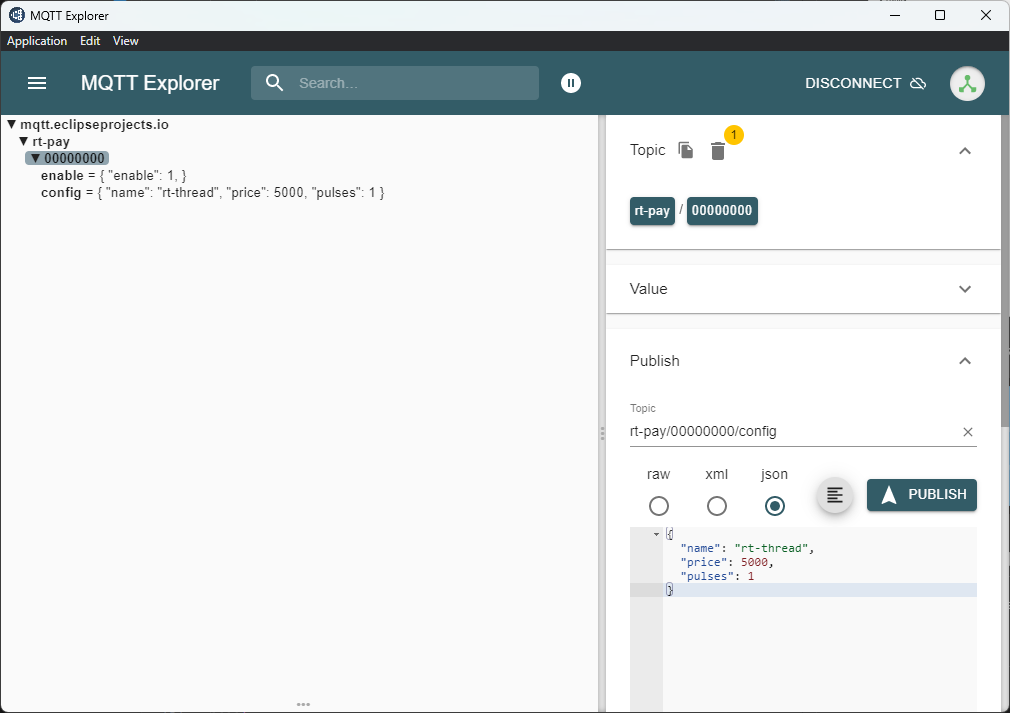 MQTT Explorer
Application Edit View
MQTT Explorer
Search...
DISCONNECT
▼ mqtt.eclipseprojects.io
▼ rt-pay
▼ 00000000
enable = { "enable": 1, }
config = { "name": "rt-thread", "price": 5000, "pulses": 1 }
Topic 1
rt-pay / 00000000
Value
Publish
Topic
rt-pay/00000000/config
raw xml json
PUBLISH
{
"name": "rt-thread",
"price": 5000,
"pulses": 1
}